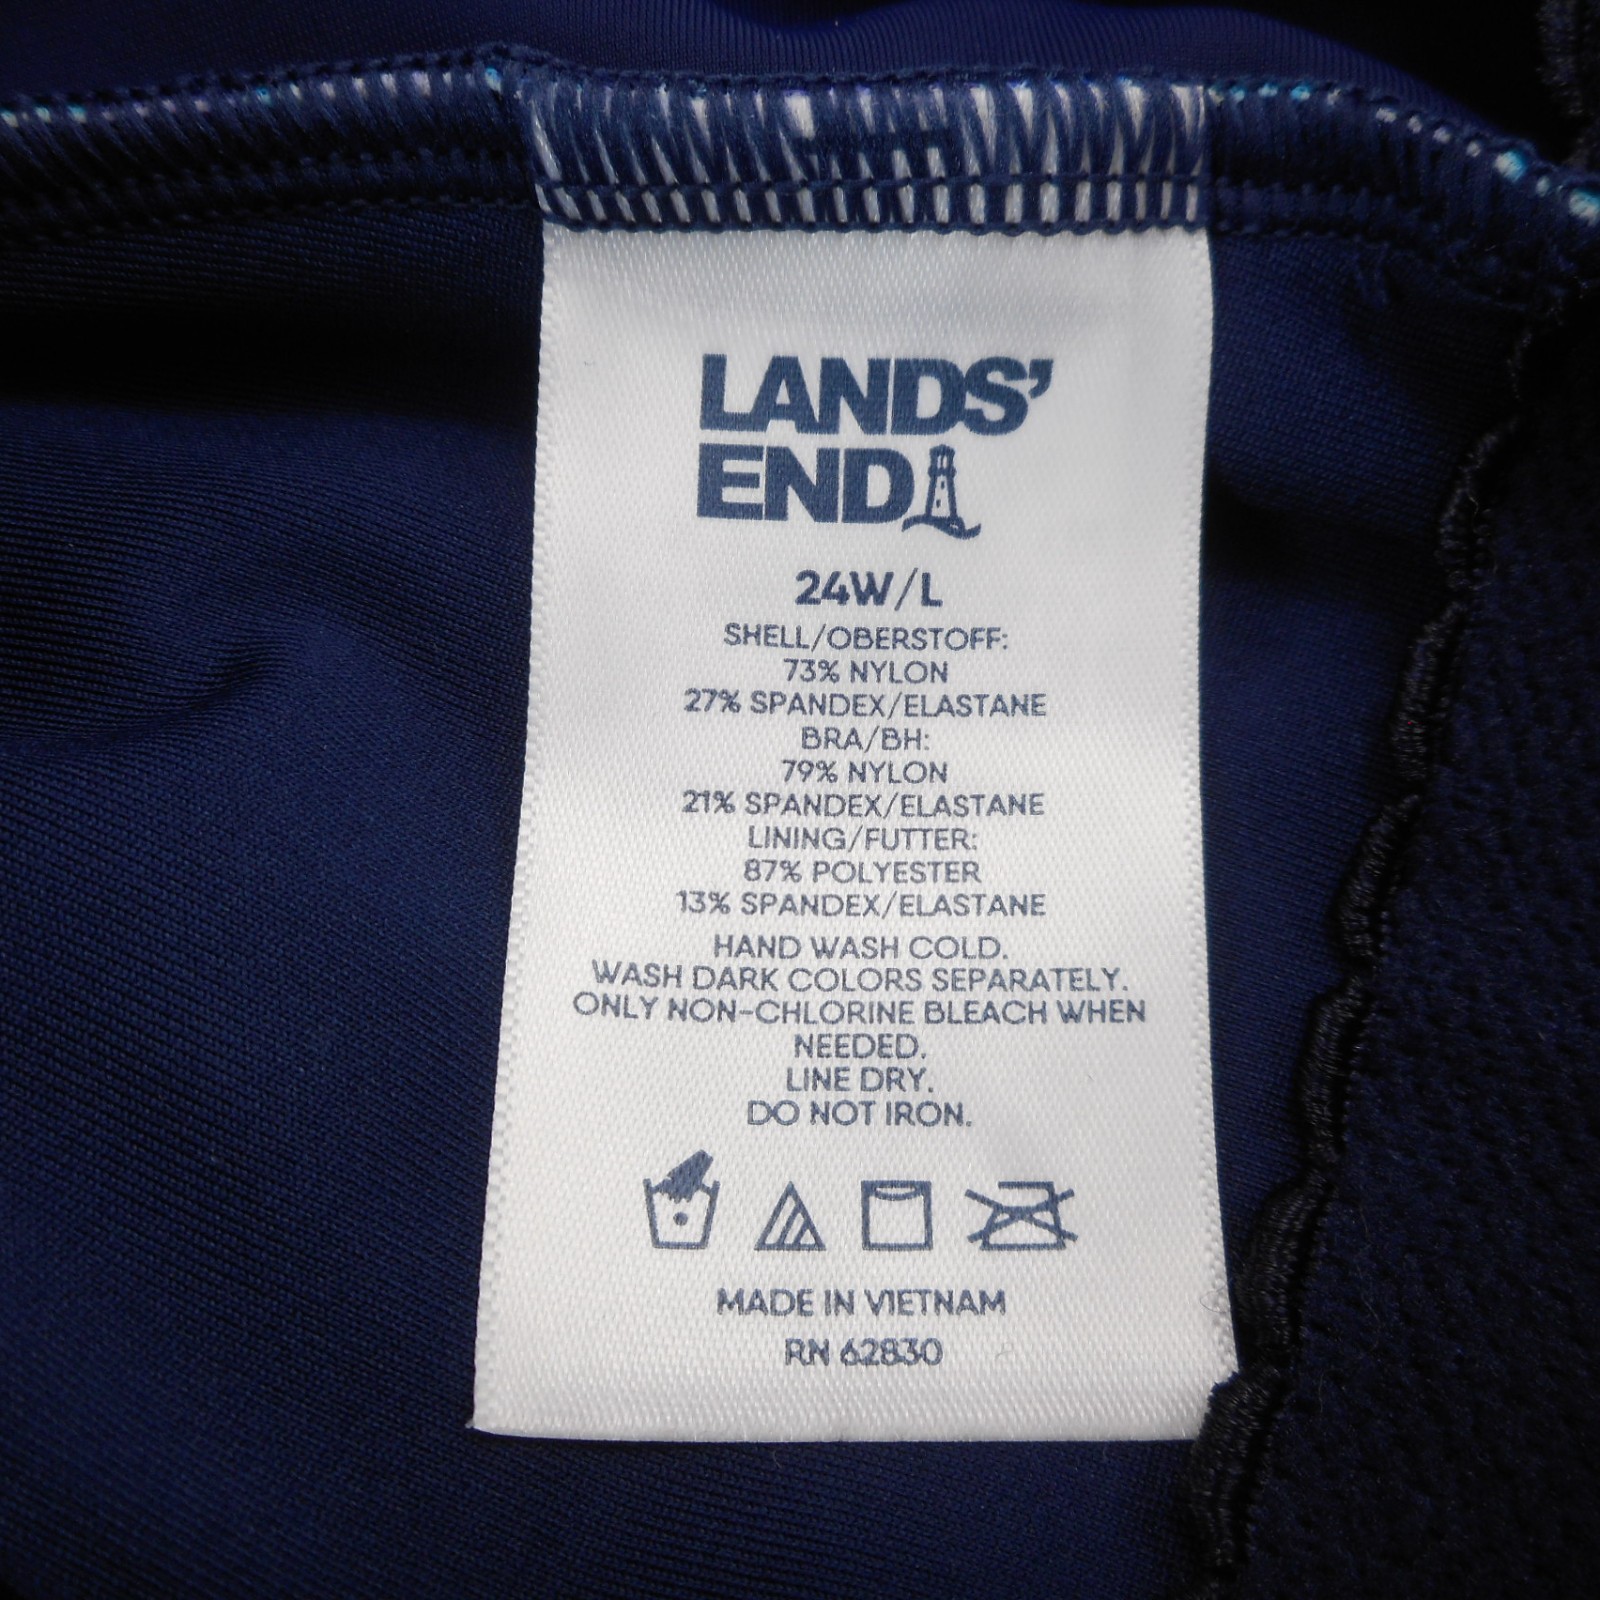 LANDS'
END
24W/L
SHELL/OBERSTOFF:
73% NYLON
27% SPANDEX/ELASTANE
BRA/BH:
79% NYLON
21% SPANDEX/ELASTANE
LINING/FUTTER:
87% POLYESTER
13% SPANDEX/ELASTANE
HAND WASH COLD.
WASH DARK COLORS SEPARATELY.
ONLY NON-CHLORINE BLEACH WHEN
NEEDED.
LINE DRY.
DO NOT IRON.
MADE IN VIETNAM
RN 62830